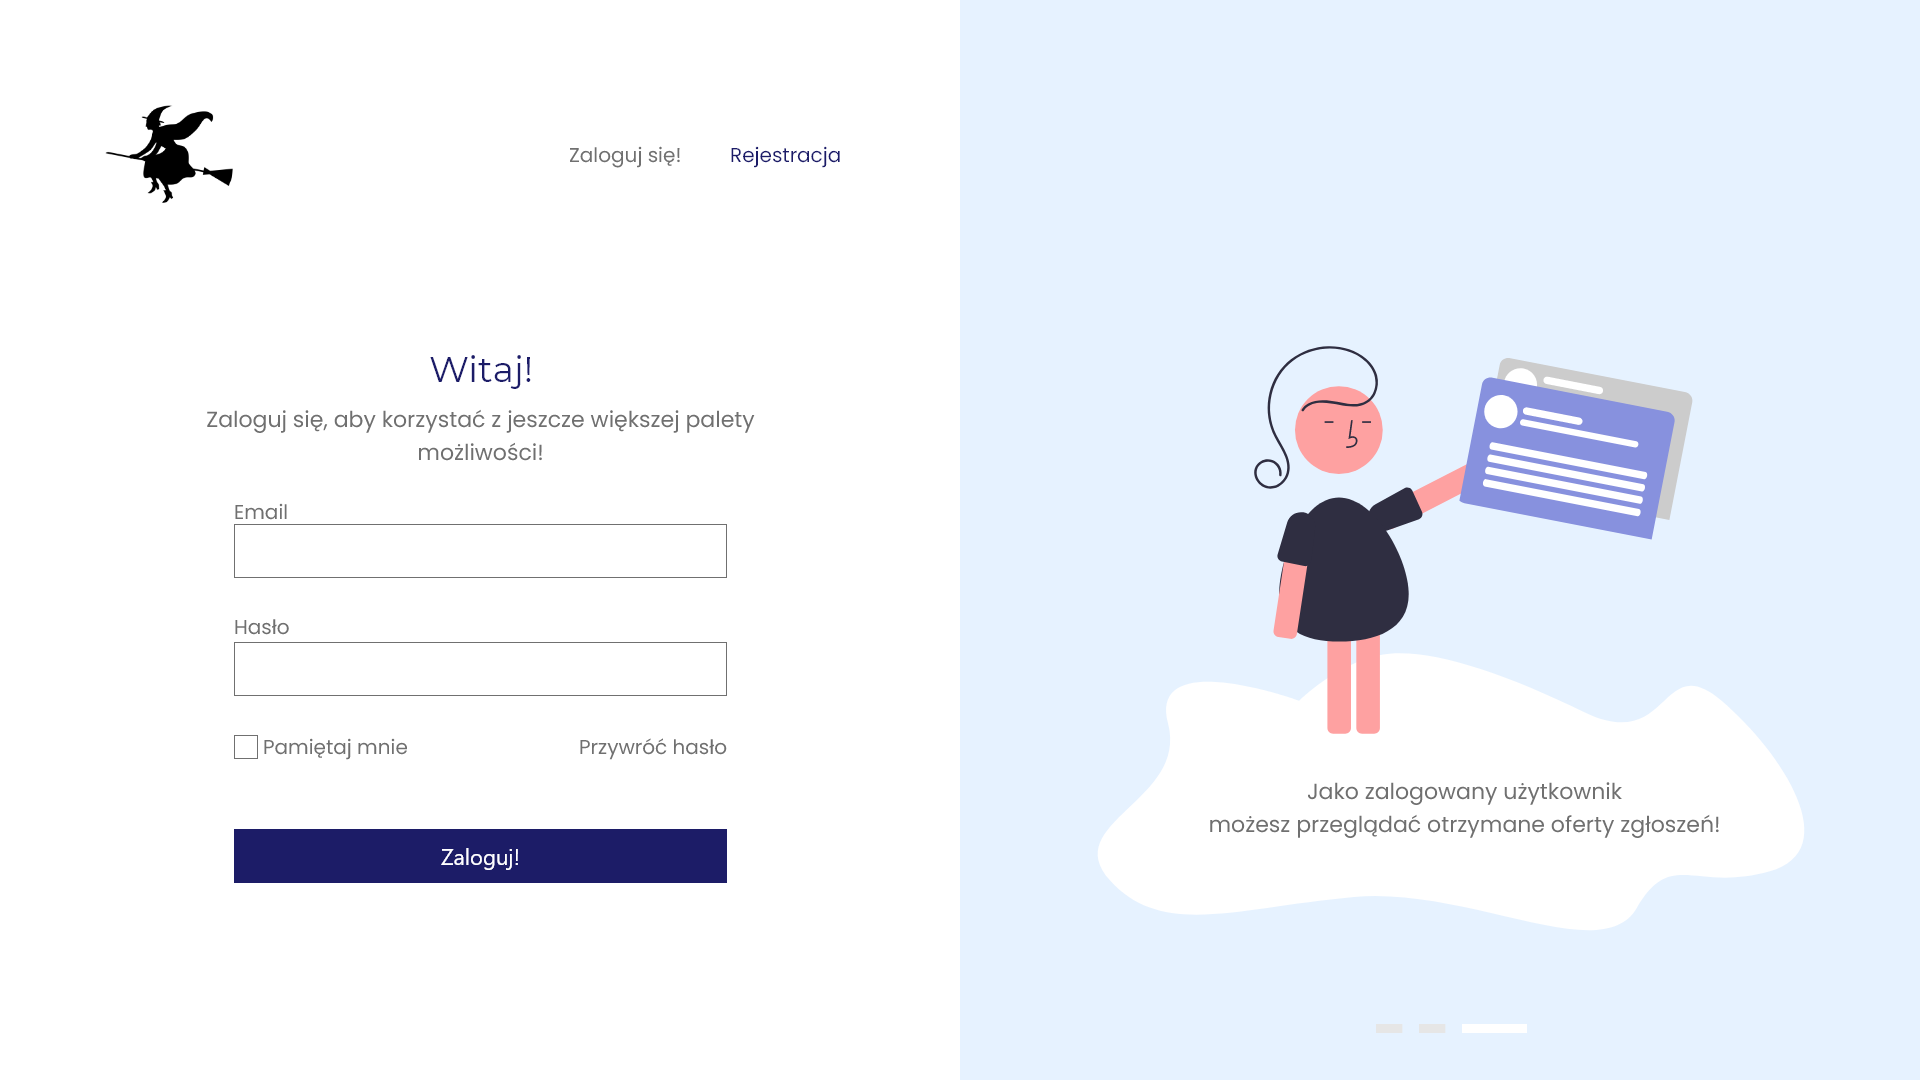 Zaloguj się!
Rejestracja
Witaj!
Zaloguj się, aby korzystać z jeszcze większej palety
możliwości!
Email
Hasło
Pamiętaj mnie
Przywróć hasło
Zaloguj!
Jako zalogowany użytkownik
możesz przeglądać otrzymane oferty zgłoszeń!